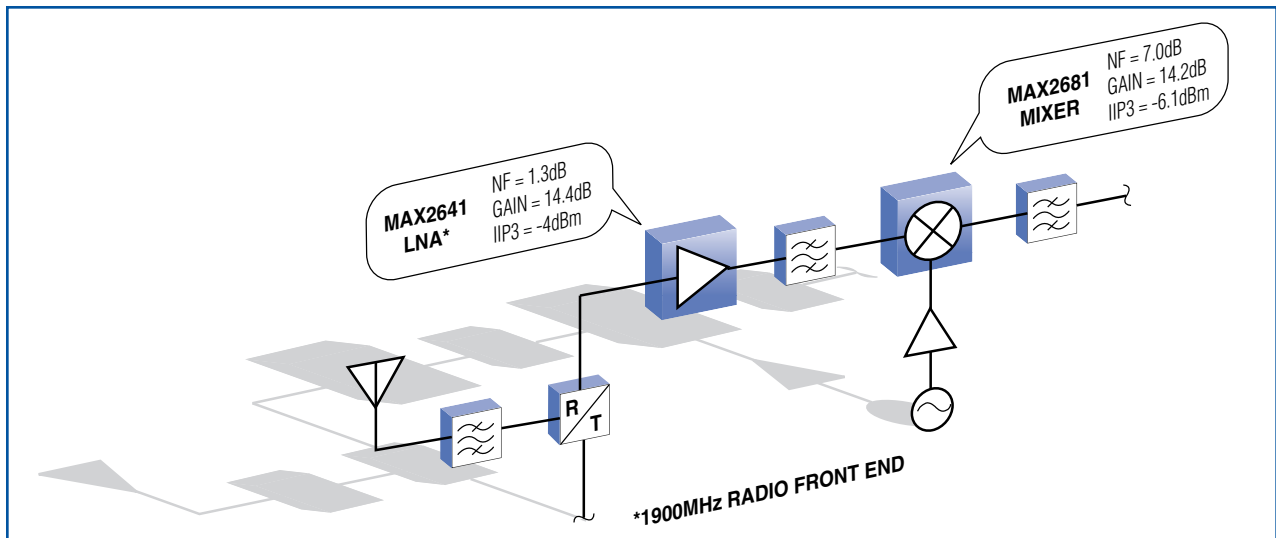 MAX2681
MIXER
NF = 7.0dB
GAIN = 14.2dB
IIP3 = -6.1dBm
MAX2641
LNA*
NF = 1.3dB
GAIN = 14.4dB
IIP3 = -4dBm
R
T
*1900MHz RADIO FRONT END